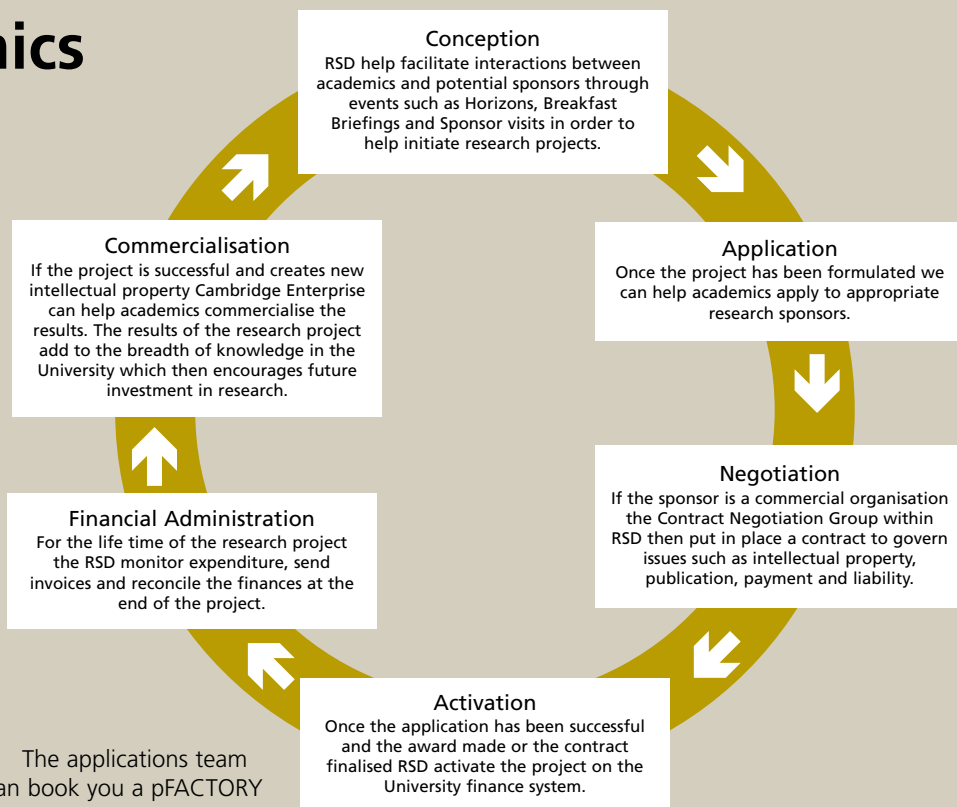 Conception
RSD help facilitate interactions between
academics and potential sponsors through
events such as Horizons, Breakfast
Briefings and Sponsor visits in order to
help initiate research projects.
Application
Once the project has been formulated we
can help academics apply to appropriate
research sponsors.
Negotiation
If the sponsor is a commercial organisation
the Contract Negotiation Group within
RSD then put in place a contract to govern
issues such as intellectual property,
publication, payment and liability.
Activation
Once the application has been successful
and the award made or the contract
finalised RSD activate the project on the
University finance system.
Financial Administration
For the life time of the research project
the RSD monitor expenditure, send
invoices and reconcile the finances at the
end of the project.
Commercialisation
If the project is successful and creates new
intellectual property Cambridge Enterprise
can help academics commercialise the
results. The results of the research project
add to the breadth of knowledge in the
University which then encourages future
investment in research.
The applications team
an book you a pFACTORY